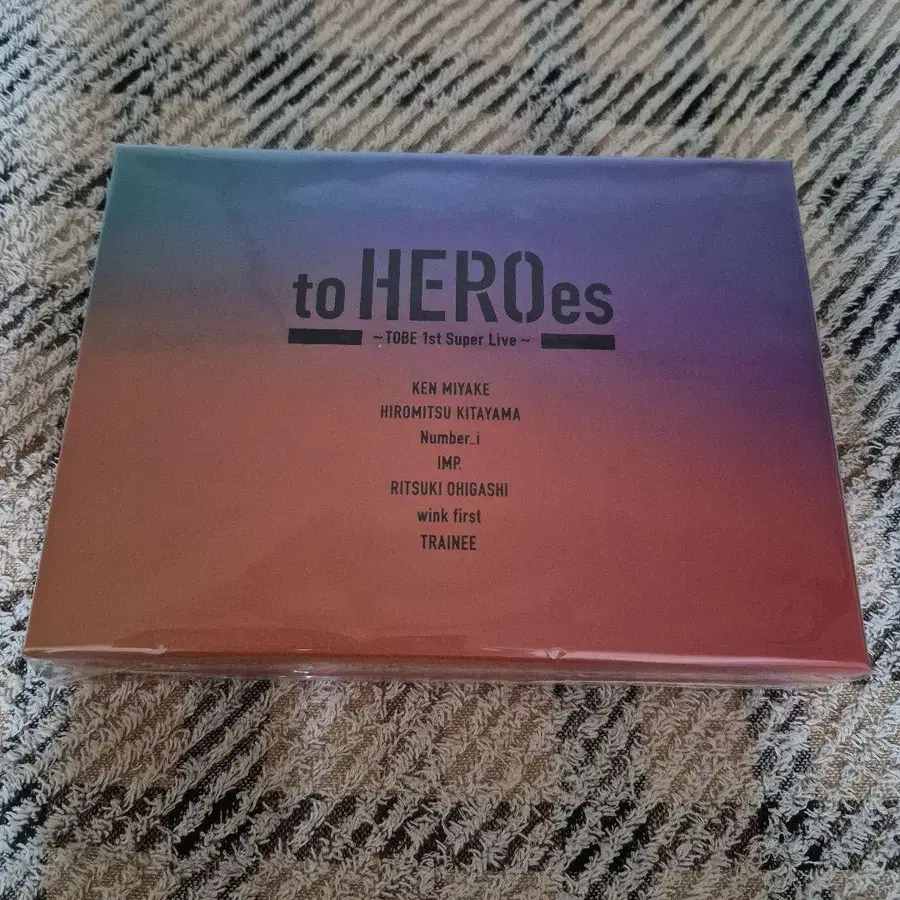 to HEROes
~TOBE 1st Super Live~
KEN MIYAKE
HIROMITSU KITAYAMA
Number_i
IMP.
RITSUKI OHIGASHI
wink first
TRAINEE